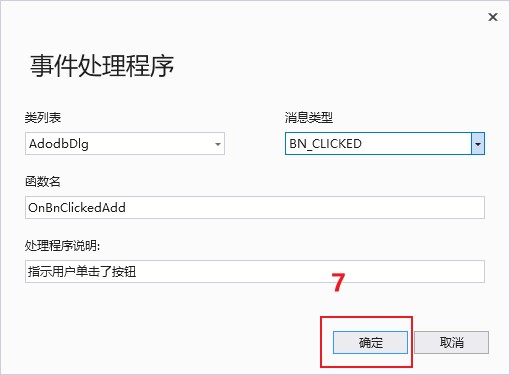 事件处理程序
类列表
消息类型
AdodbDlg
BN_CLICKED
函数名
OnBnClickedAdd
处理程序说明:
指示用户单击了按钮
7
确定
取消